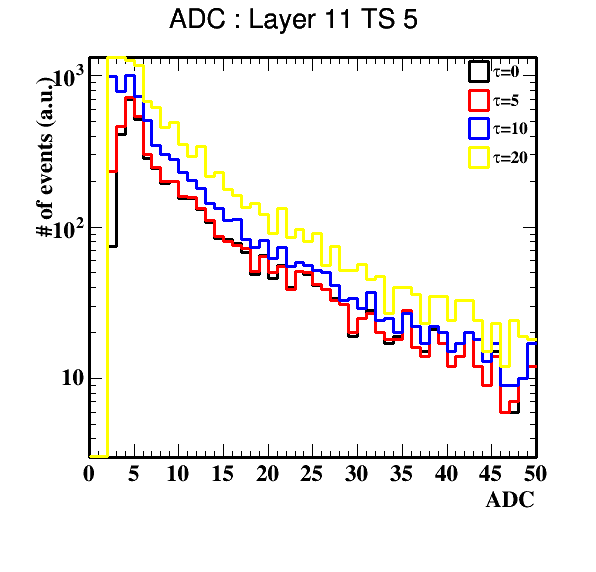 ADC : Layer 11 TS 5
# of events (a.u.)
10³
10²
10
τ=0
τ=5
τ=10
τ=20
0 5 10 15 20 25 30 35 40 45 50
ADC